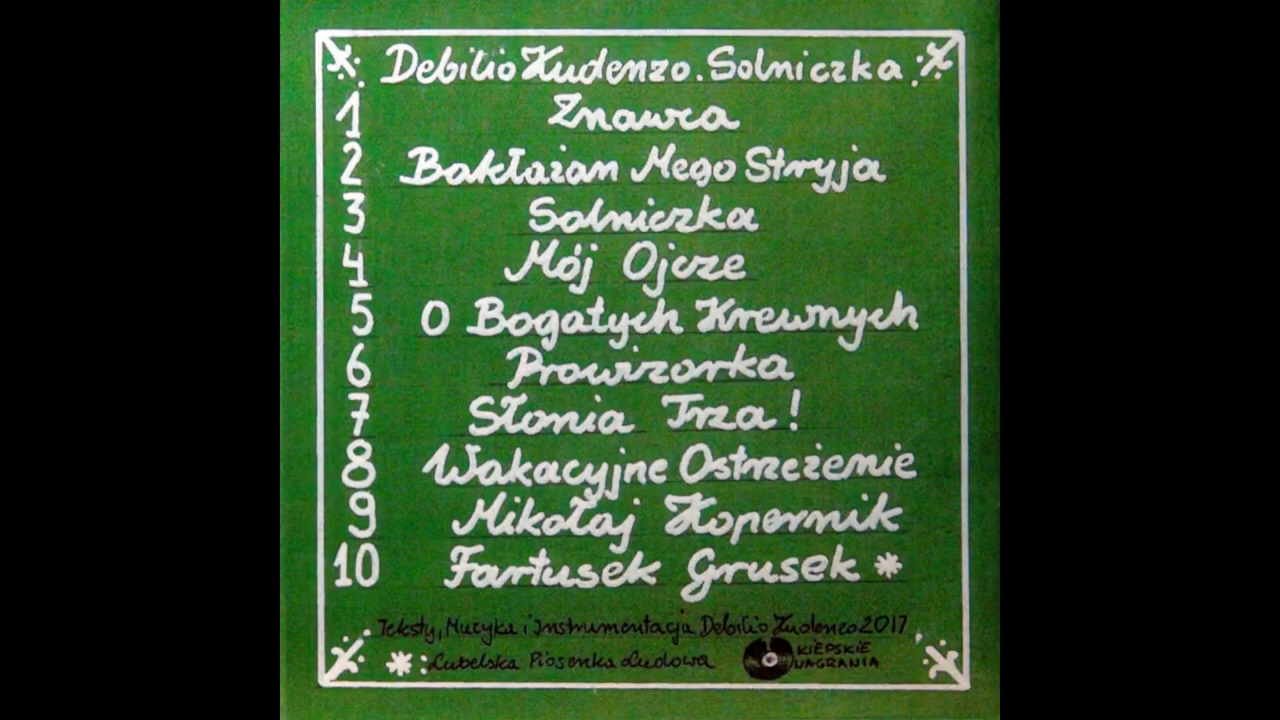 Debilio Kudenzo. Solniczka
1 Znawca
2 Bakłażan Mego Stryja
3 Solniczka
4 Mój Ojcze
5 O Bogatych Krewnych
6 Prowizorka
7 Słonia Trza!
8 Wakacyjne Ostrzeżenie
9 Mikołaj Kopernik
10 Fartusek Grusek *
Teksty, Muzyka i Instrumentacja Debilio Kudenzo 2017
* : Lubelska Piosenka Ludowa
KIEPSKIE
NAGRANIA